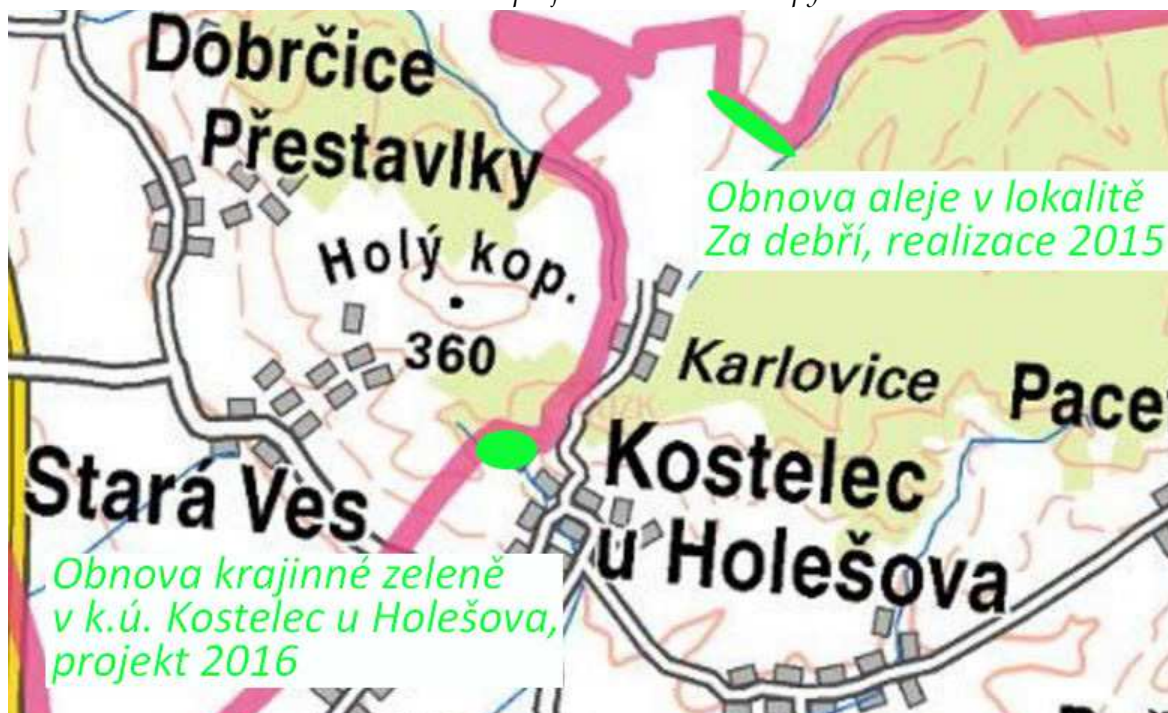 Dobrčice
Přestavlky
Obnova aleje v lokalitě
Za debří, realizace 2015
Holý kop.
360
Karlovice
Kostelec
u Holešova
Stará Ves
Obnova krajinné zeleně
v k.ú. Kostelec u Holešova,
projekt 2016